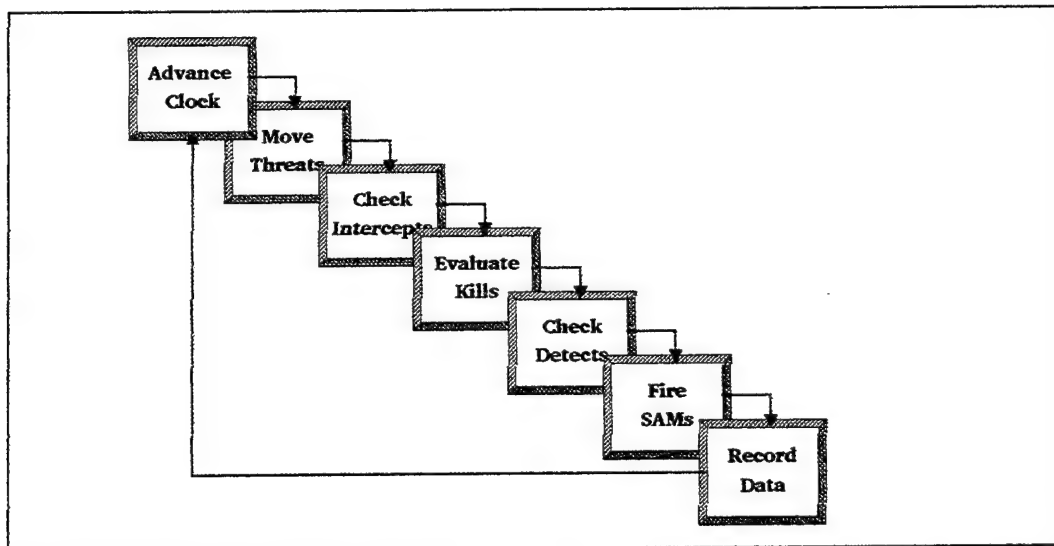 Advance
Clock
Move
Threats
Check
Intercepts
Evaluate
Kills
Check
Detects
Fire
SAMs
Record
Data